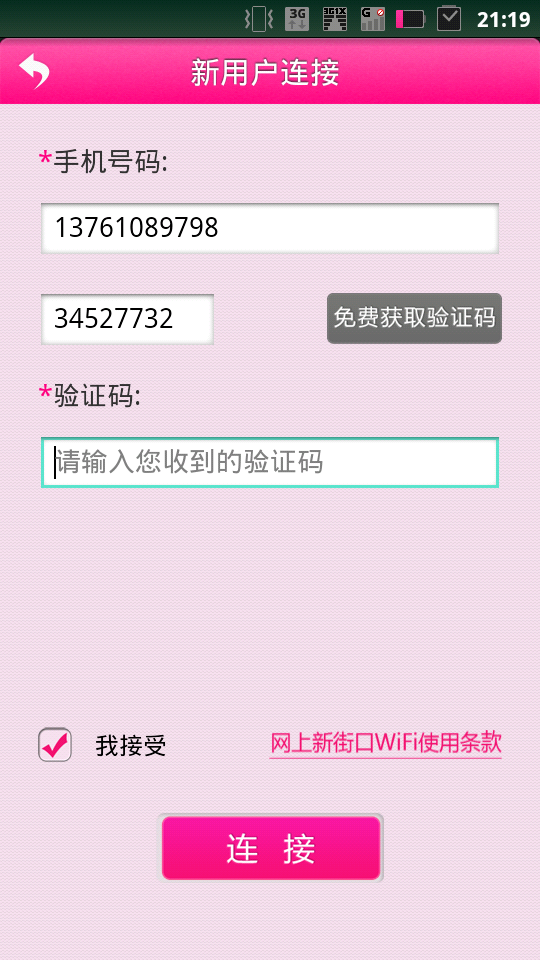 3G 3G1X G 21:19
新用户连接
*手机号码:
13761089798
34527732 免费获取验证码
*验证码:
请输入您收到的验证码
我接受 网上新街口WiFi使用条款
连 接